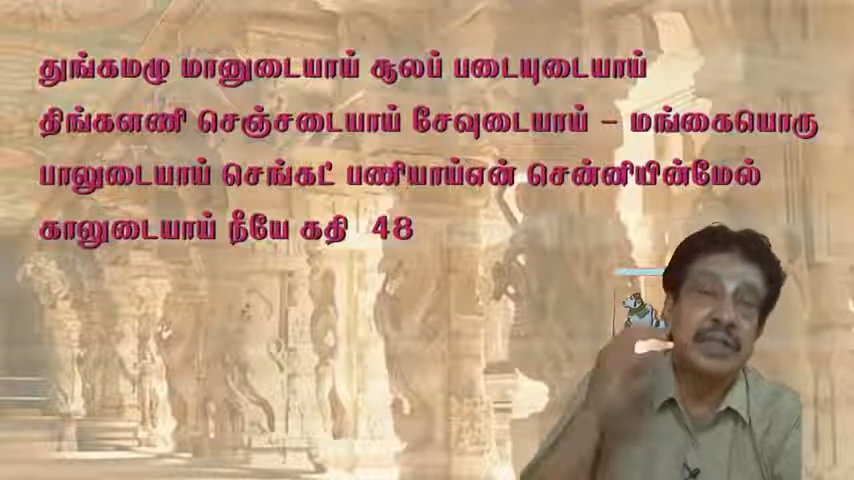 துங்கமழு மானுடையாய் சூலப் படையுடையாய்
திங்களணி செஞ்சடையாய் சேவுடையாய் - மங்கையொரு
பாலுடையாய் செங்கட் பணியாய்என் சென்னியின்மேல்
காலுடையாய் நீயே கதி 48